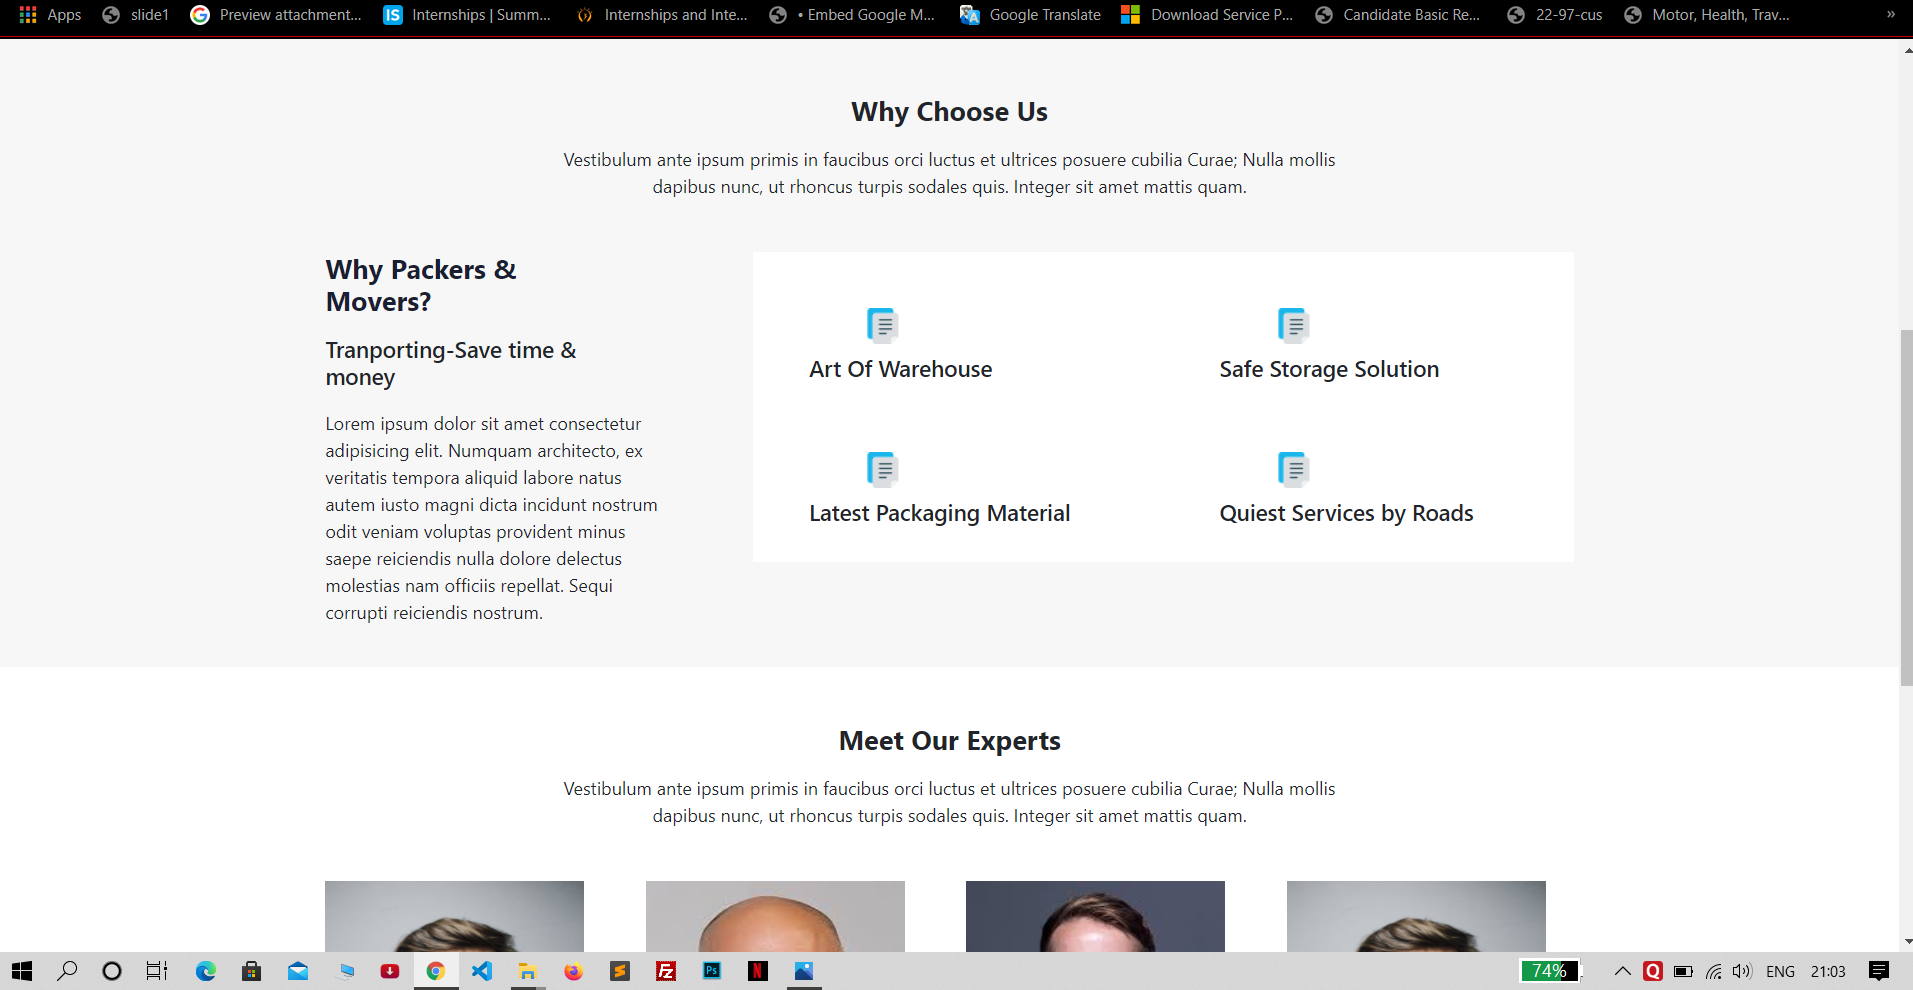 Apps slide1 Preview attachment... IS Internships | Summ... Internships and Inte... • Embed Google M... Google Translate Download Service P... Candidate Basic Re... 22-97-cus Motor, Health, Trav... »
Why Choose Us
Vestibulum ante ipsum primis in faucibus orci luctus et ultrices posuere cubilia Curae; Nulla mollis
dapibus nunc, ut rhoncus turpis sodales quis. Integer sit amet mattis quam.
Why Packers &
Movers?
Tranporting-Save time &
money
Lorem ipsum dolor sit amet consectetur
adipisicing elit. Numquam architecto, ex
veritatis tempora aliquid labore natus
autem iusto magni dicta incidunt nostrum
odit veniam voluptas provident minus
saepe reiciendis nulla dolore delectus
molestias nam officiis repellat. Sequi
corrupti reiciendis nostrum.
Art Of Warehouse
Safe Storage Solution
Latest Packaging Material
Quiest Services by Roads
Meet Our Experts
Vestibulum ante ipsum primis in faucibus orci luctus et ultrices posuere cubilia Curae; Nulla mollis
dapibus nunc, ut rhoncus turpis sodales quis. Integer sit amet mattis quam.
Fz Ps N 74% Q ENG 21:03